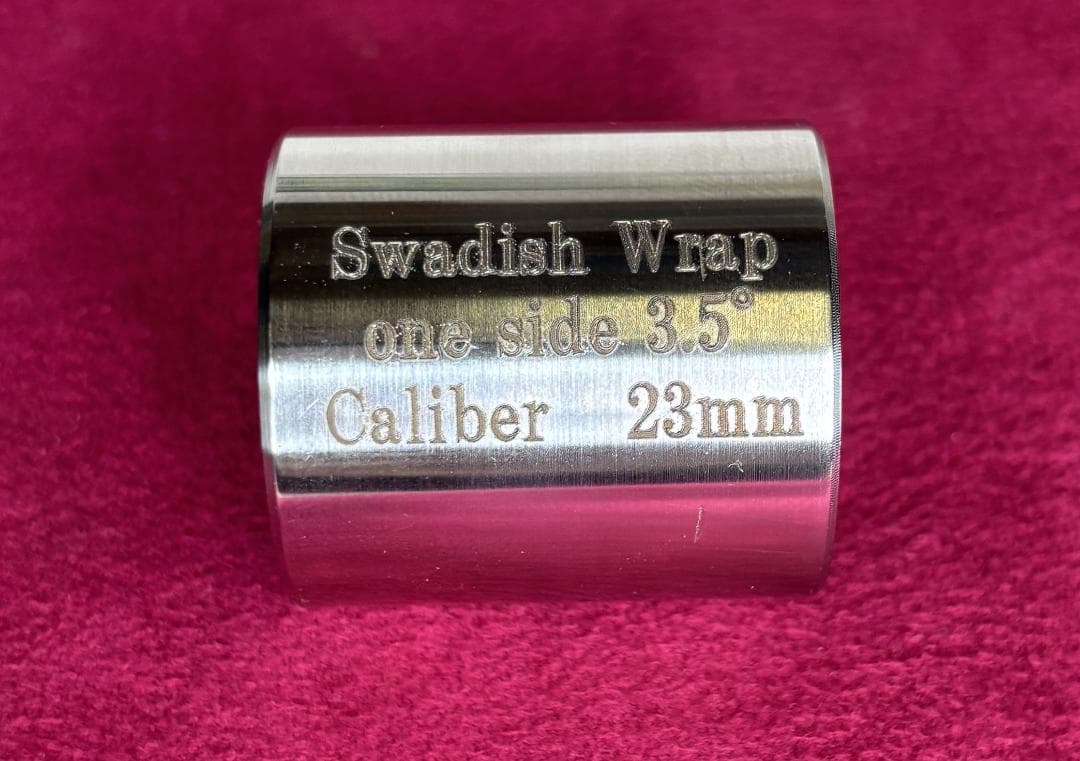 Swadish Wrap
one side 3.5°
Caliber 23mm